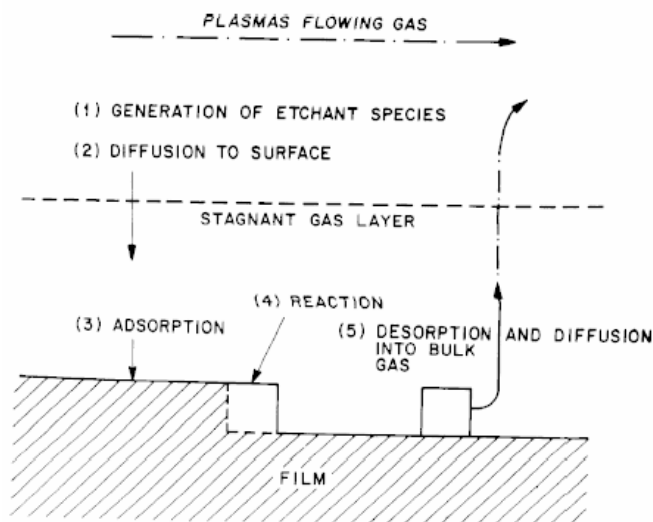 PLASMAS FLOWING GAS
(1) GENERATION OF ETCHANT SPECIES
(2) DIFFUSION TO SURFACE
STAGNANT GAS LAYER
(4) REACTION
(3) ADSORPTION
(5) DESORPTION AND DIFFUSION
INTO BULK
GAS
FILM